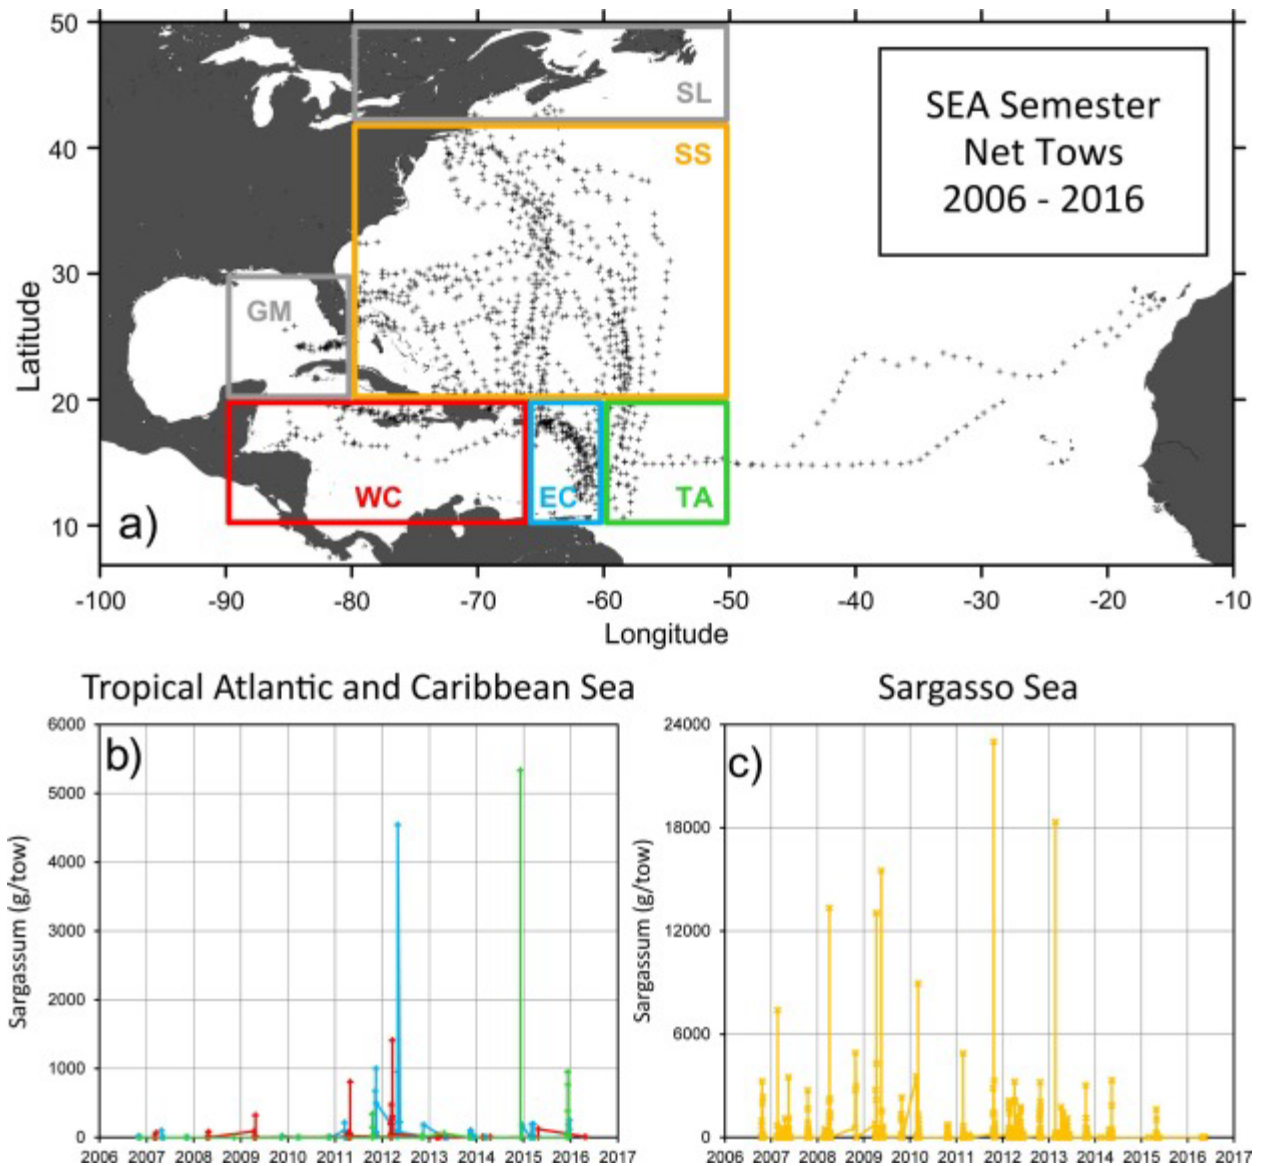 50
SL
SEA Semester
Net Tows
2006 - 2016
SS
40
30
GM
Latitude
20
WC
EC
TA
10
a)
-100
-90
-80
-70
-60
-50
-40
-30
-20
-10
Longitude
Tropical Atlantic and Caribbean Sea
6000
b)
5000
4000
3000
2000
1000
0
Sargassum (g/tow)
2006 2007 2008 2009 2010 2011 2012 2013 2014 2015 2016 2017
Sargasso Sea
24000
c)
18000
12000
6000
0
Sargassum (g/tow)
2006 2007 2008 2009 2010 2011 2012 2013 2014 2015 2016 2017